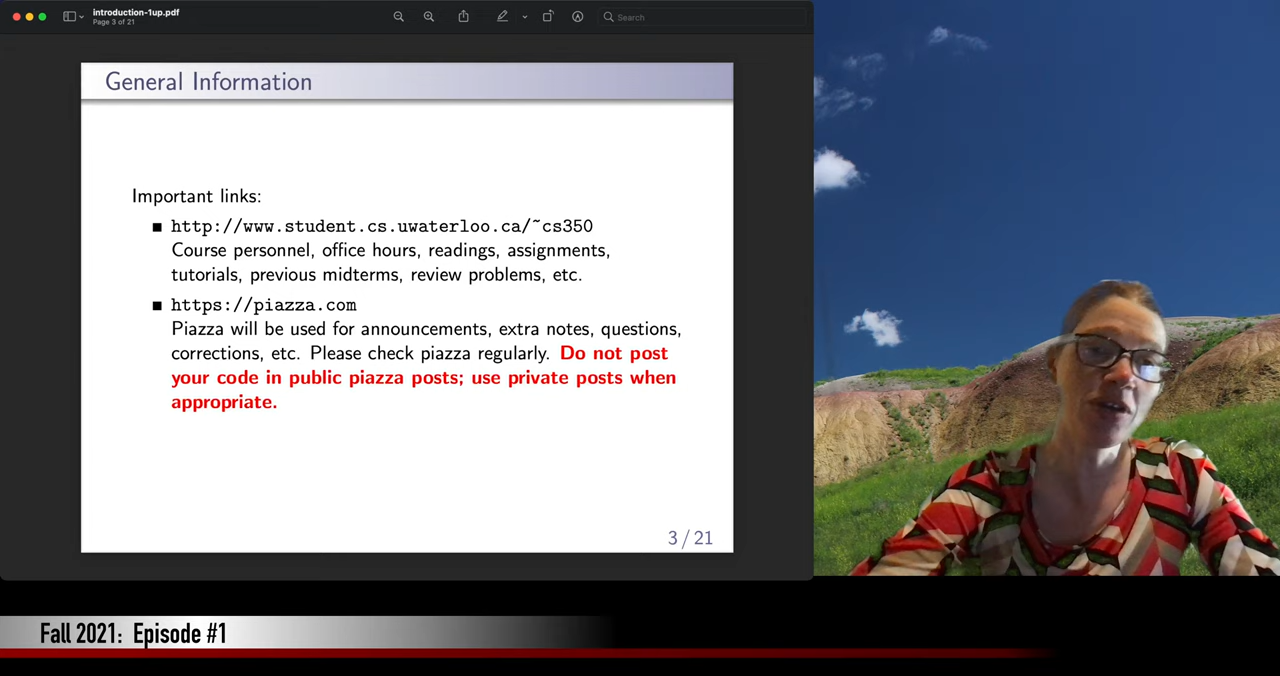 introduction-1up.pdf
Page 3 of 21
Search
General Information
Important links:
■ http://www.student.cs.uwaterloo.ca/~cs350
Course personnel, office hours, readings, assignments,
tutorials, previous midterms, review problems, etc.
■ https://piazza.com
Piazza will be used for announcements, extra notes, questions,
corrections, etc. Please check piazza regularly. Do not post
your code in public piazza posts; use private posts when
appropriate.
3 / 21
Fall 2021: Episode #1